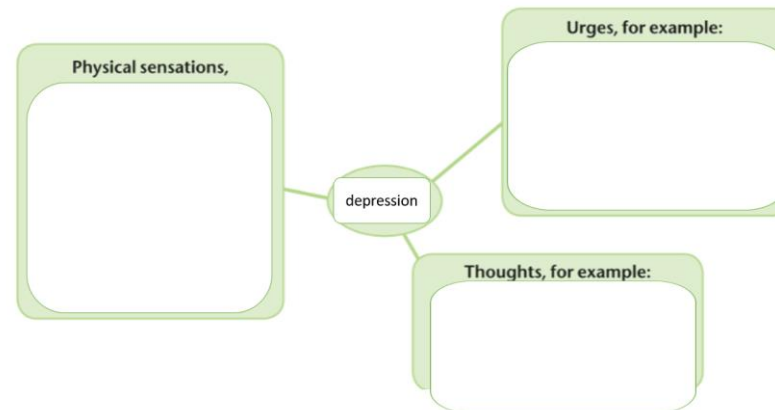 Urges, for example:
Physical sensations,
depression
Thoughts, for example: